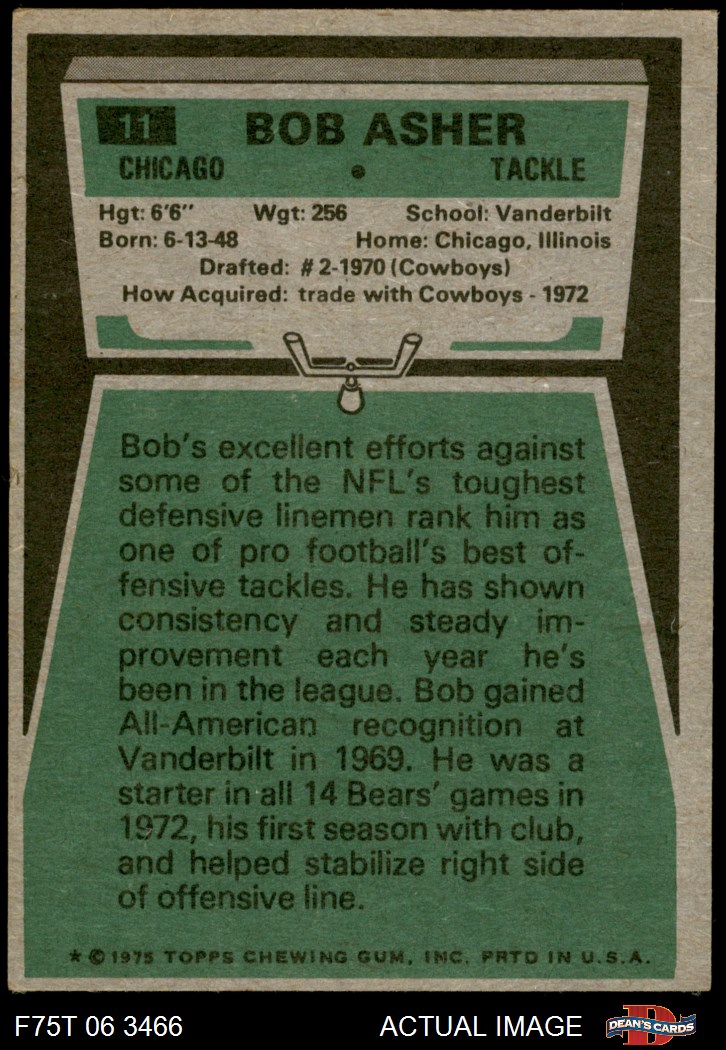 11 BOB ASHER
CHICAGO • TACKLE
Hgt: 6'6" Wgt: 256 School: Vanderbilt
Born: 6-13-48 Home: Chicago, Illinois
Drafted: #2-1970 (Cowboys)
How Acquired: trade with Cowboys - 1972
Bob's excellent efforts against
some of the NFL's toughest
defensive linemen rank him as
one of pro football's best of-
fensive tackles. He has shown
consistency and steady im-
provement each year he's
been in the league. Bob gained
All-American recognition at
Vanderbilt in 1969. He was a
starter in all 14 Bears' games in
1972, his first season with club,
and helped stabilize right side
of offensive line.
★ © 1975 TOPPS CHEWING GUM, INC. PRTD IN U.S.A.
F75T 06 3466 ACTUAL IMAGE D DEAN'S CARDS